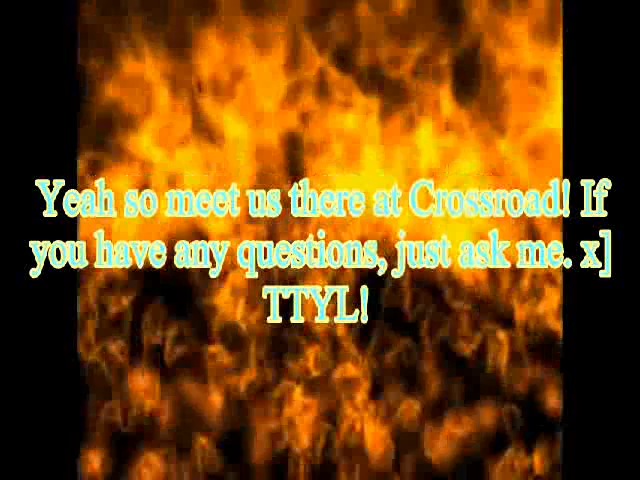 Yeah so meet us there at Crossroad! If
you have any questions, just ask me. x]
TTYL!